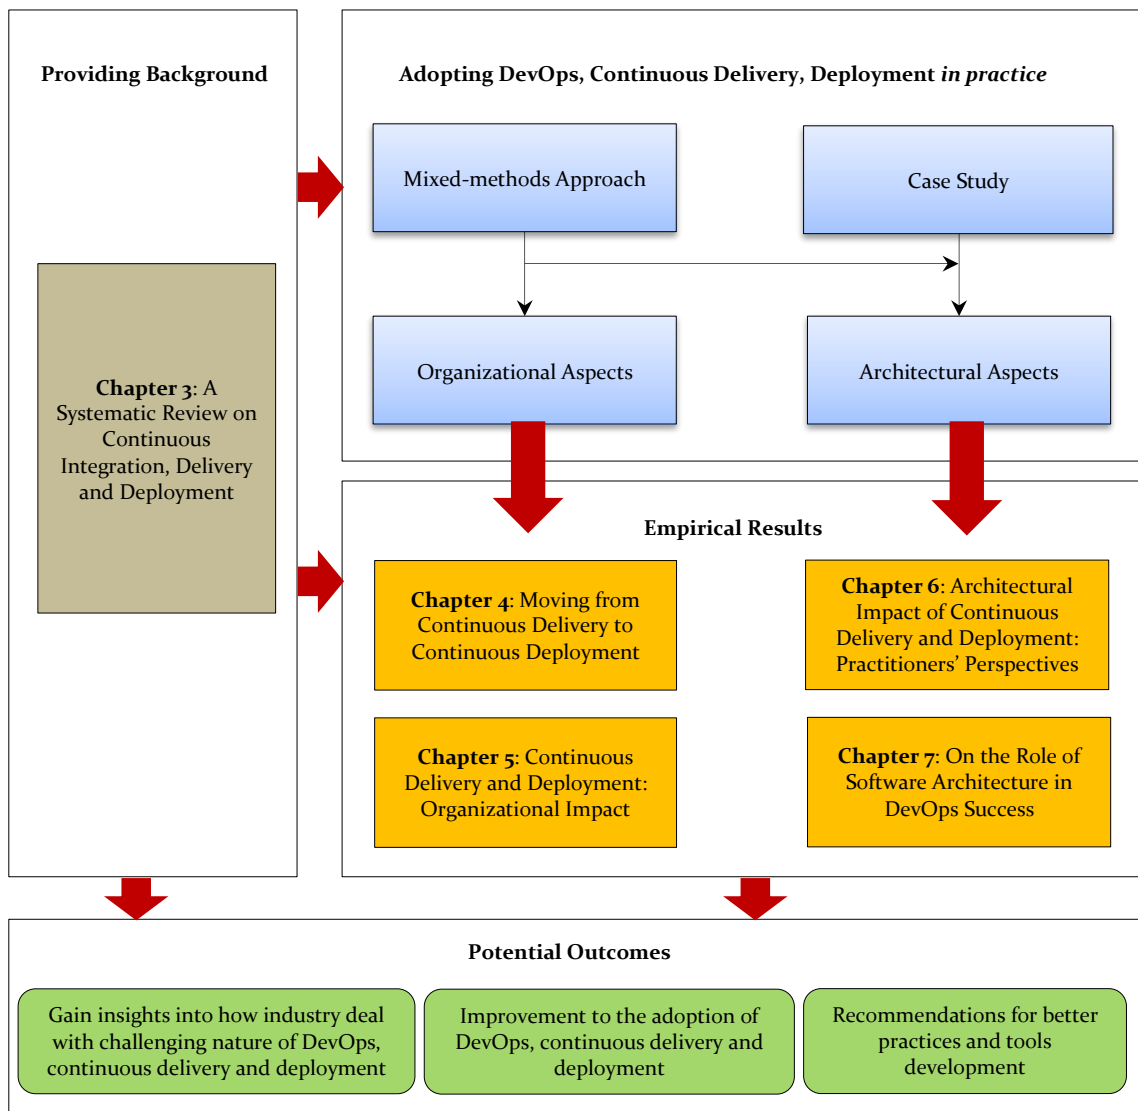 Providing Background
Chapter 3: A
Systematic Review on
Continuous
Integration, Delivery
and Deployment
Adopting DevOps, Continuous Delivery, Deployment in practice
Mixed-methods Approach
Case Study
Organizational Aspects
Architectural Aspects
Empirical Results
Chapter 4: Moving from
Continuous Delivery to
Continuous Deployment
Chapter 6: Architectural
Impact of Continuous
Delivery and Deployment:
Practitioners’ Perspectives
Chapter 5: Continuous
Delivery and Deployment:
Organizational Impact
Chapter 7: On the Role of
Software Architecture in
DevOps Success
Potential Outcomes
Gain insights into how industry deal
with challenging nature of DevOps,
continuous delivery and deployment
Improvement to the adoption of
DevOps, continuous delivery and
deployment
Recommendations for better
practices and tools
development